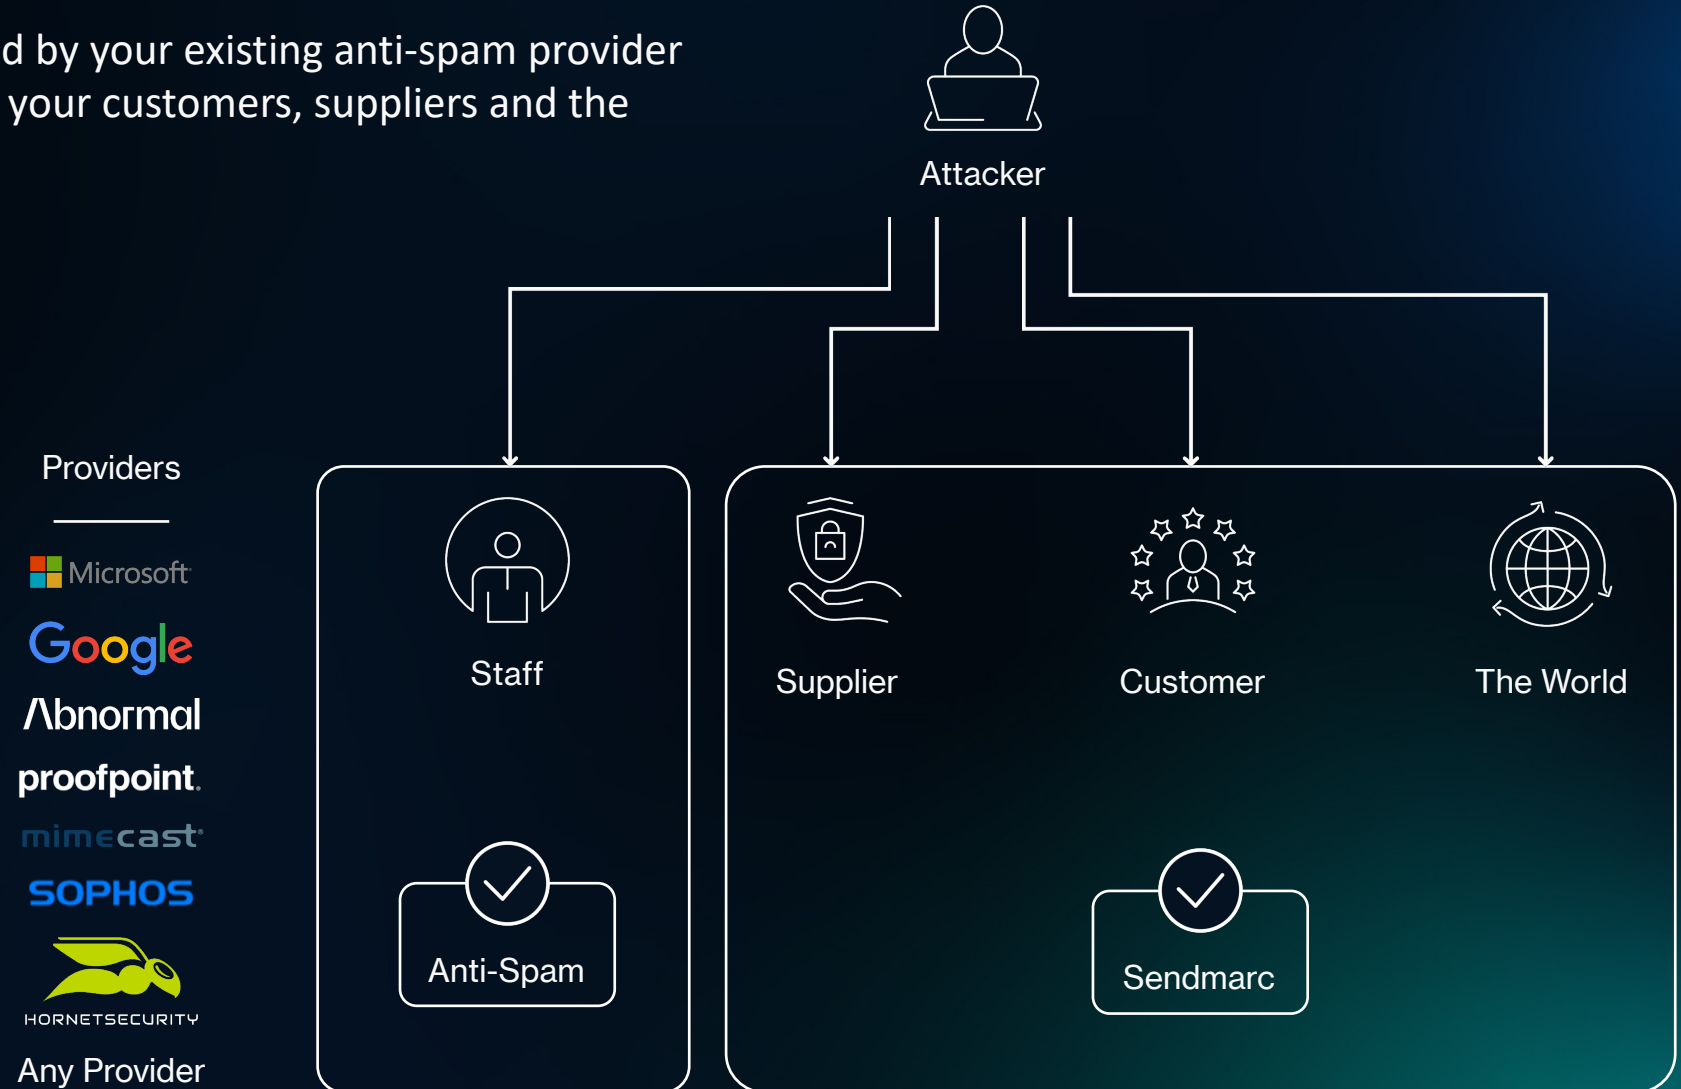 d by your existing anti-spam provider
your customers, suppliers and the
Attacker
Providers
Microsoft
Google
Abnormal
proofpoint.
mimecast
SOPHOS
HORNETSECURITY
Any Provider
Staff
Anti-Spam
Supplier
Customer
The World
Sendmarc